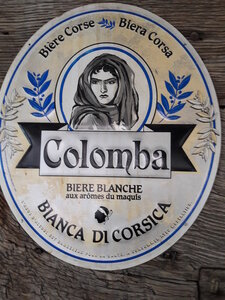 Bière Corse
Biera Corsa
Colomba
BIERE BLANCHE
aux arômes du maquis
BIANCA DI CORSICA